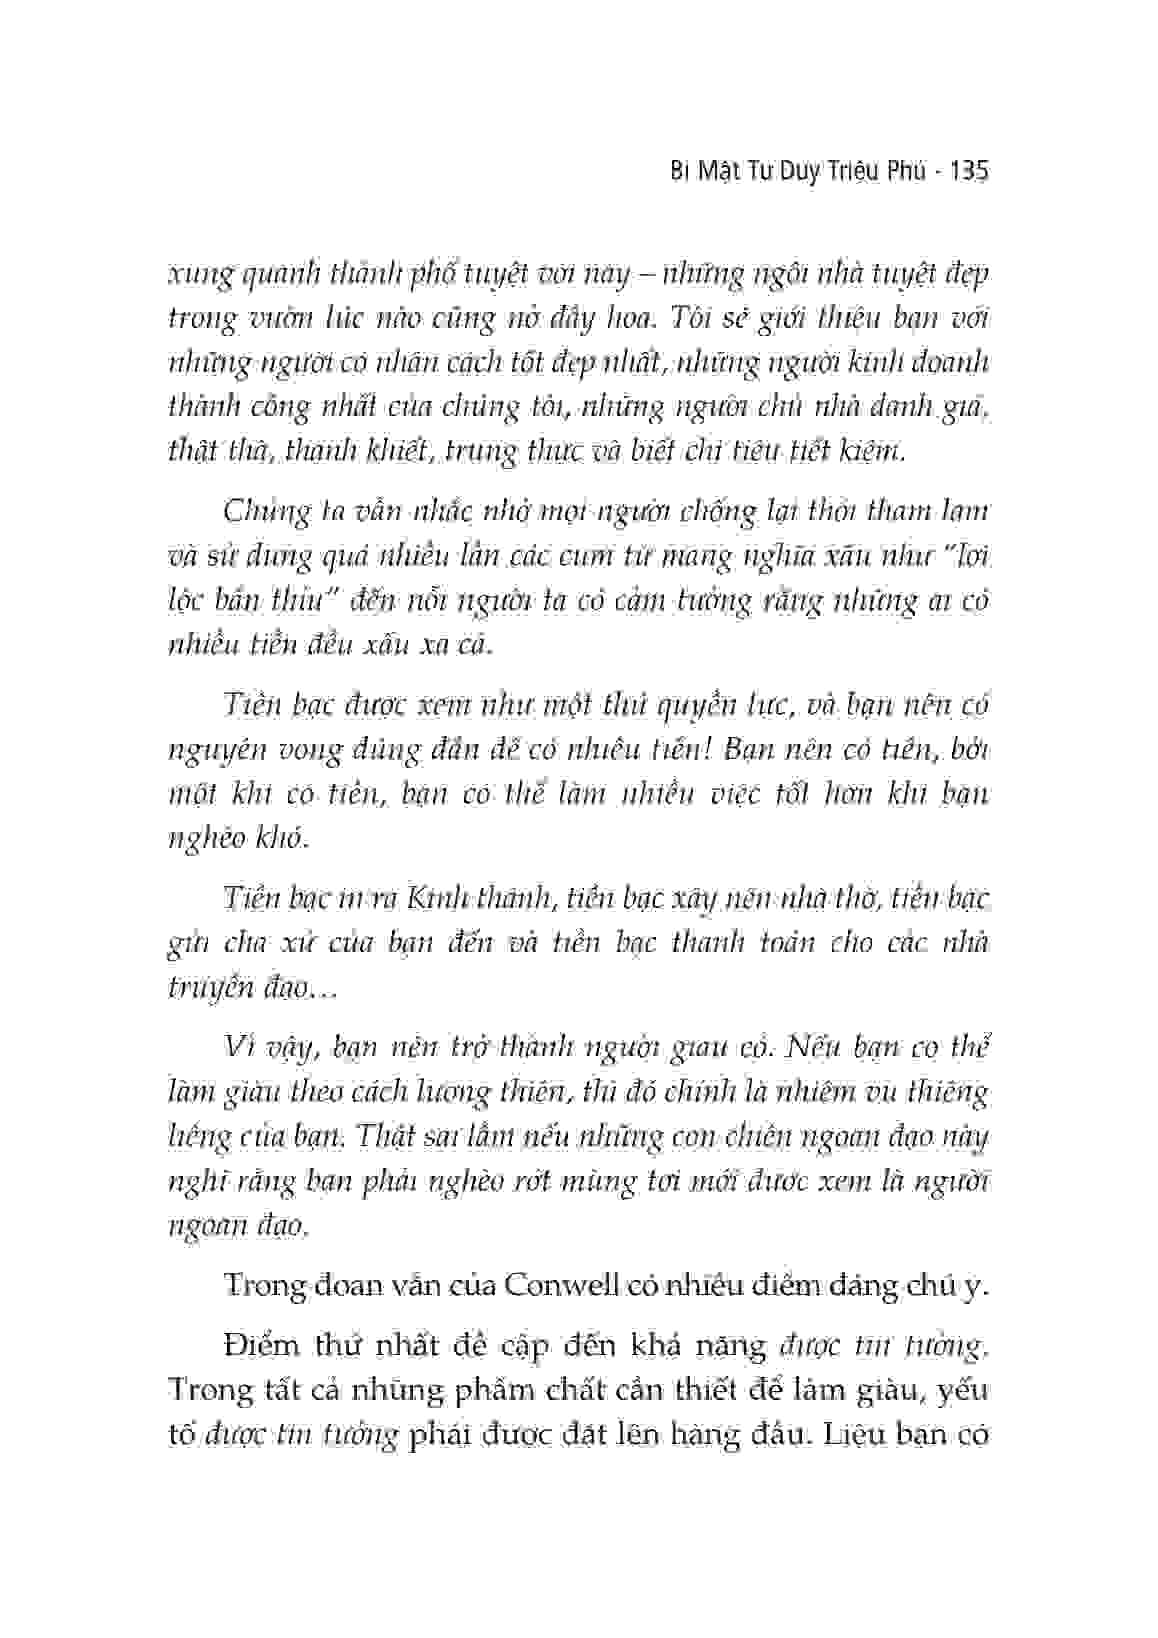 Bí Mật Tư Duy Triệu Phú - 135
xung quanh thành phố tuyệt vời này – những ngôi nhà tuyệt đẹp
trong vườn lúc nào cũng nở đầy hoa. Tôi sẽ giới thiệu bạn với
những người có nhân cách tốt đẹp nhất, những người kinh doanh
thành công nhất của chúng tôi, những người chủ nhà danh giá,
thật thà, thanh khiết, trung thực và biết chi tiêu tiết kiệm.
Chúng ta vẫn nhắc nhở mọi người chống lại thói tham lam
và sử dụng quá nhiều lần các cụm từ mang nghĩa xấu như “lợi
lộc bẩn thỉu” đến nỗi người ta có cảm tưởng rằng những ai có
nhiều tiền đều xấu xa cả.
Tiền bạc được xem như một thứ quyền lực, và bạn nên có
nguyện vọng đúng đắn để có nhiều tiền! Bạn nên có tiền, bởi
một khi có tiền, bạn có thể làm nhiều việc tốt hơn khi bạn
nghèo khó.
Tiền bạc in ra Kinh thánh, tiền bạc xây nên nhà thờ, tiền bạc
gửi cha xứ của bạn đến và tiền bạc thanh toán cho các nhà
truyền đạo…
Vì vậy, bạn nên trở thành người giàu có. Nếu bạn có thể
làm giàu theo cách lương thiện, thì đó chính là nhiệm vụ thiêng
liêng của bạn. Thật sai lầm nếu những con chiên ngoan đạo này
nghĩ rằng bạn phải nghèo rớt mùng tơi mới được xem là người
ngoan đạo.
Trong đoạn văn của Conwell có nhiều điểm đáng chú ý.
Điểm thứ nhất đề cập đến khả năng được tin tưởng.
Trong tất cả những phẩm chất cần thiết để làm giàu, yếu
tố được tin tưởng phải được đặt lên hàng đầu. Liệu bạn có